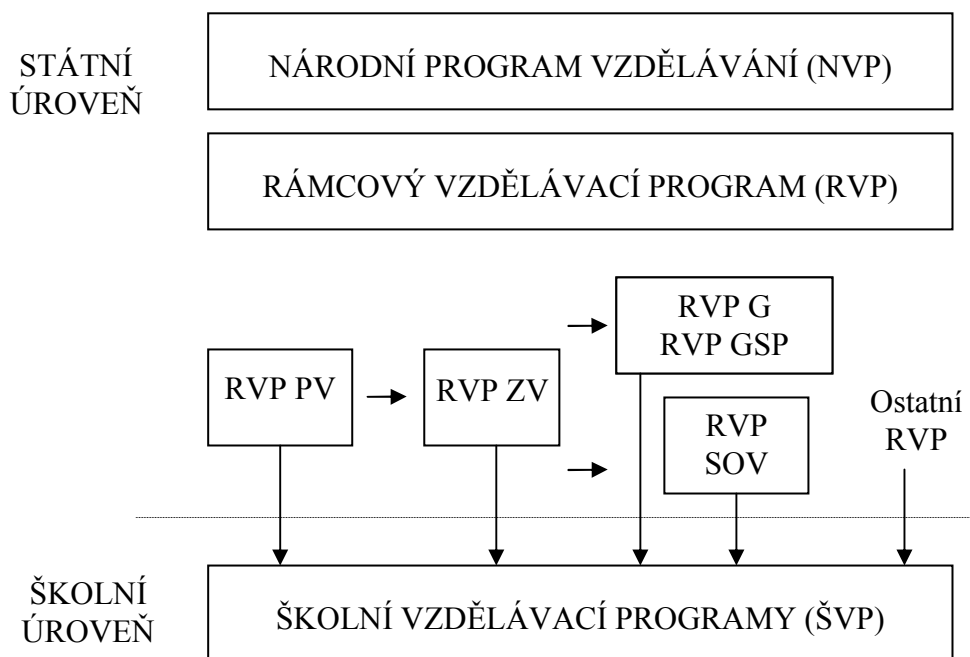 STÁTNÍ
ÚROVEŇ
NÁRODNÍ PROGRAM VZDĚLÁVÁNÍ (NVP)
RÁMCOVÝ VZDĚLÁVACÍ PROGRAM (RVP)
RVP G
RVP GSP
RVP PV
RVP ZV
RVP
SOV
Ostatní
RVP
ŠKOLNÍ
ÚROVEŇ
ŠKOLNÍ VZDĚLÁVACÍ PROGRAMY (ŠVP)